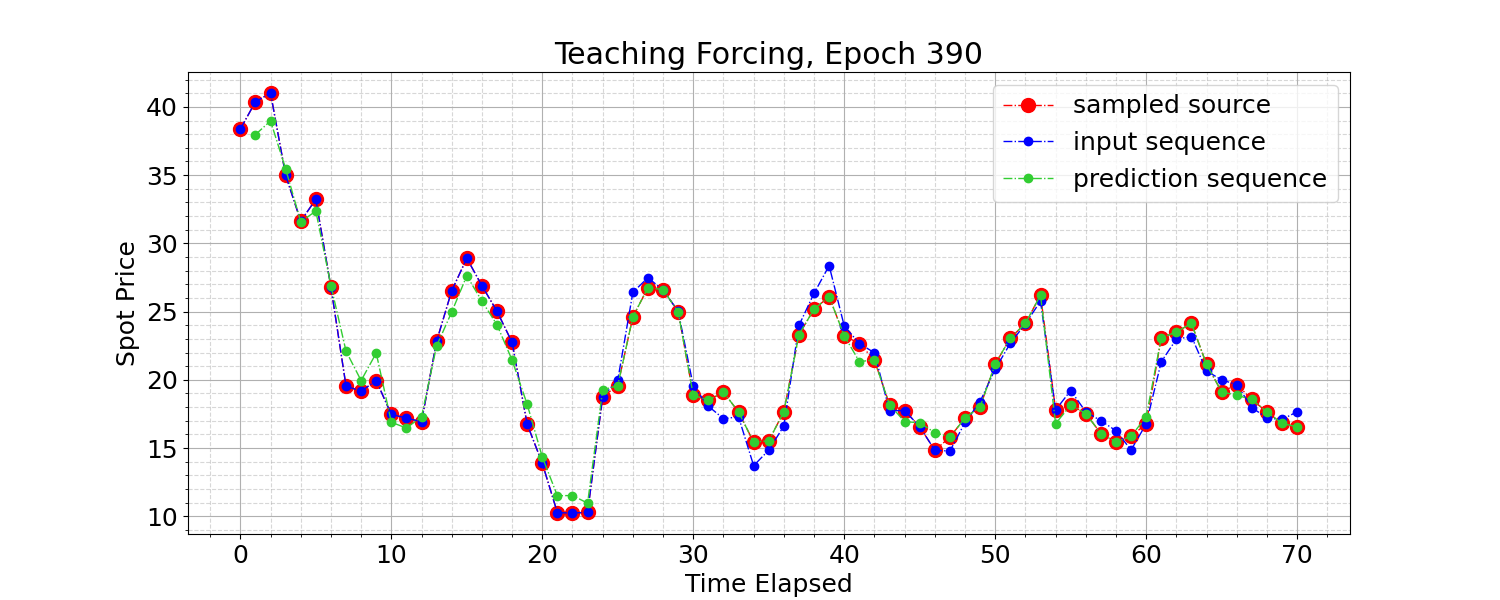 Teaching Forcing, Epoch 390
sampled source
input sequence
prediction sequence
Spot Price
40
35
30
25
20
15
10
0 10 20 30 40 50 60 70
Time Elapsed